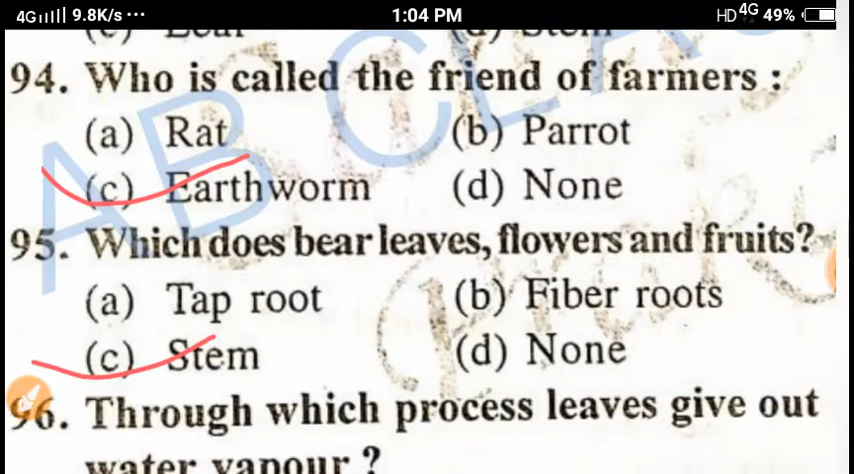 4G 9.8K/s ... 1:04 PM HD 4G 49%
94. Who is called the friend of farmers :
(a) Rat (b) Parrot
(c) Earthworm (d) None
95. Which does bear leaves, flowers and fruits?
(a) Tap root (b) Fiber roots
(c) Stem (d) None
96. Through which process leaves give out
water vapour ?
AB CLAS